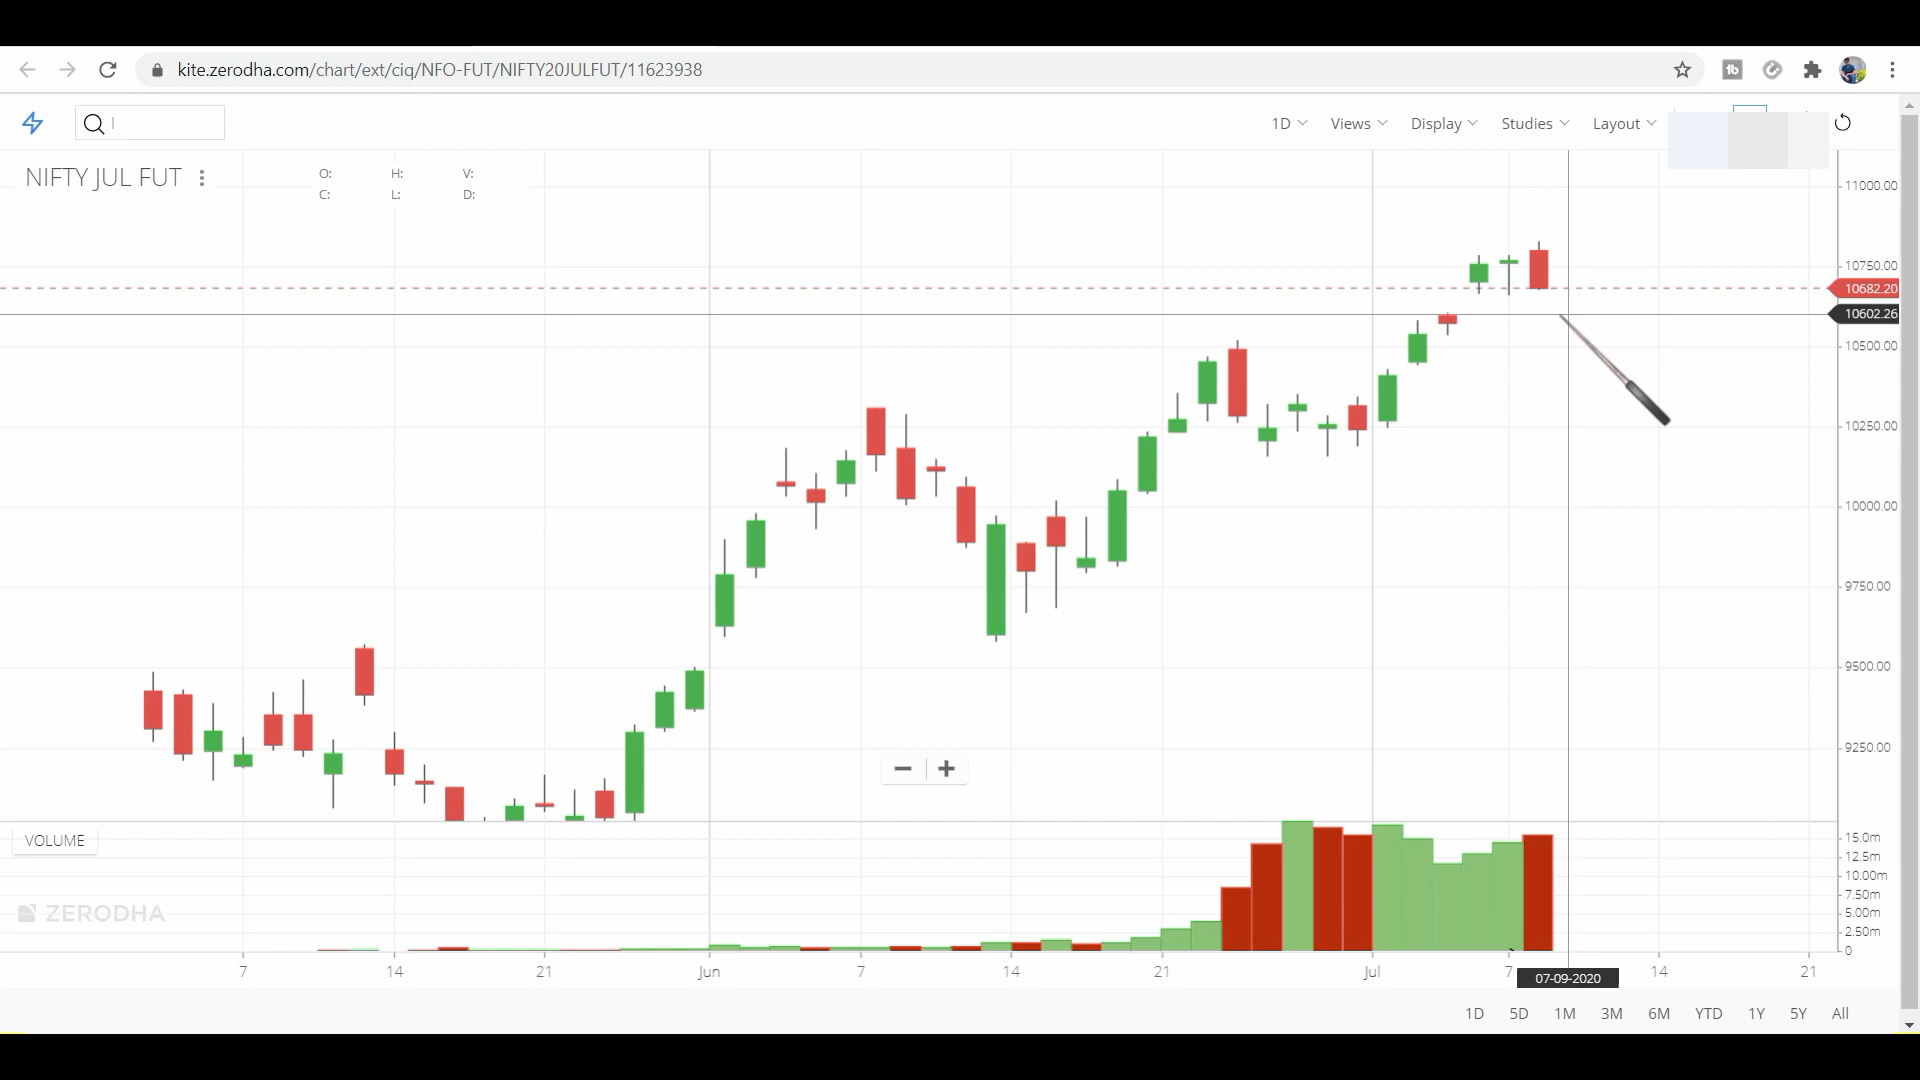 kite.zerodha.com/chart/ext/ciq/NFO-FUT/NIFTY20JULFUT/11623938
tb
1D Views Display Studies Layout
NIFTY JUL FUT
O: H: V:
C: L: D:
11000.00
10750.00
10682.20
10602.26
10500.00
10250.00
10000.00
9750.00
9500.00
9250.00
VOLUME
15.0m
12.5m
10.00m
7.50m
5.00m
2.50m
0
ZERODHA
7 14 21 Jun 7 14 21 Jul 7 14 21
07-09-2020
1D 5D 1M 3M 6M YTD 1Y 5Y All